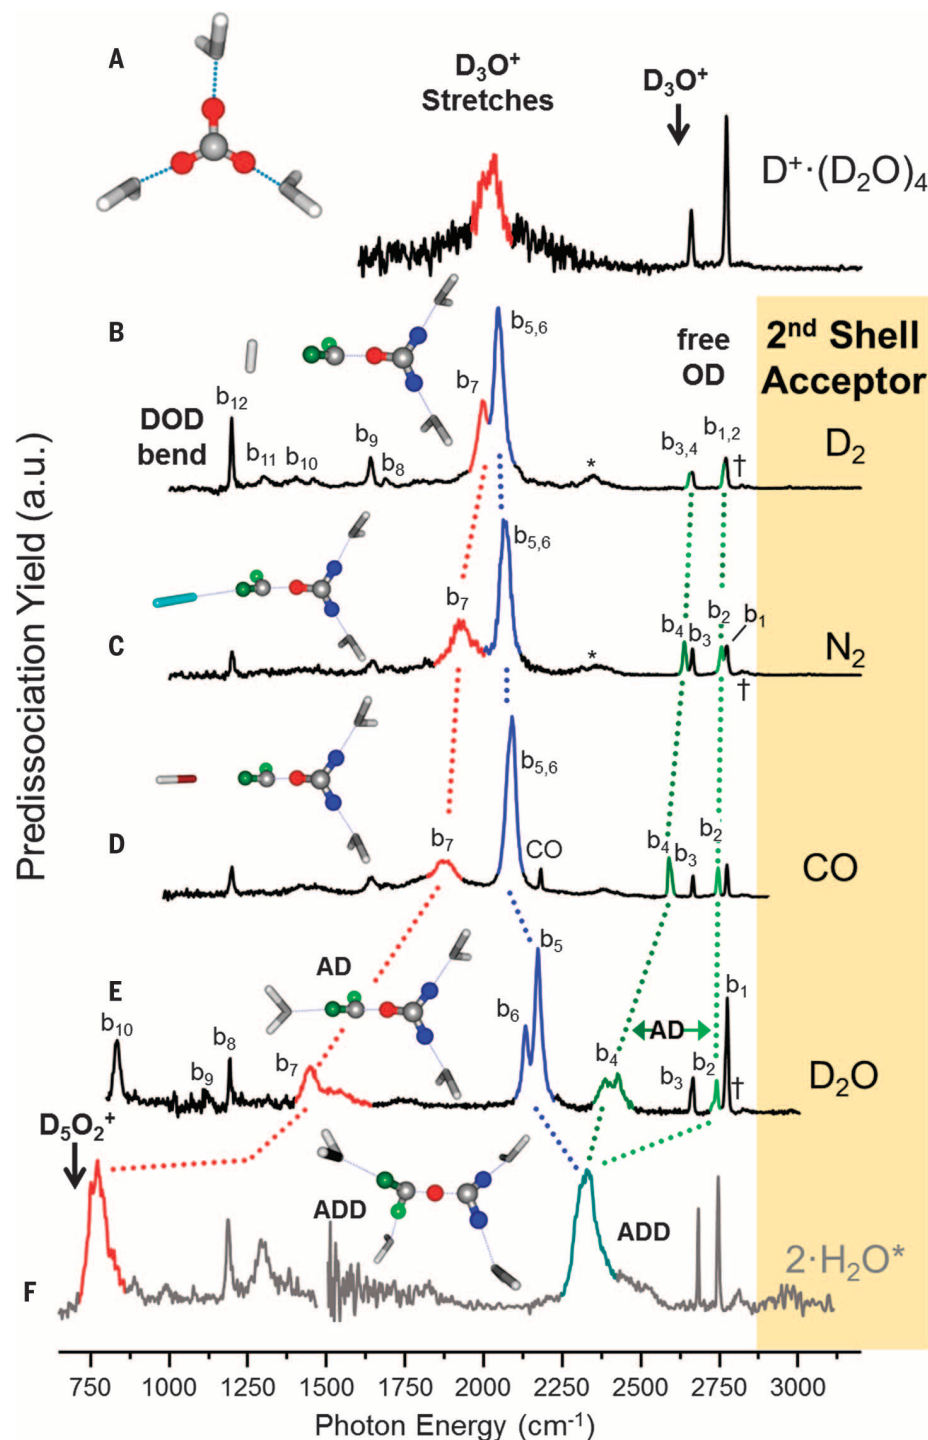 A
D₃O⁺
Stretches
D₃O⁺
D⁺·(D₂O)₄
B
b₁₂
DOD
bend
b₁₁
b₁₀
b₉
b₈
b₇
b₅,₆
*
free
OD
b₃,₄
b₁,₂
†
2ⁿᵈ Shell
Acceptor
D₂
C
b₇
b₅,₆
*
b₄
b₃
b₂
b₁
†
N₂
D
b₇
b₅,₆
CO
b₄
b₃
b₂
CO
E
b₁₀
b₉
b₈
b₇
AD
b₆
b₅
b₄
AD
b₃
b₂
b₁
†
D₂O
F
D₅O₂⁺
ADD
ADD
2·H₂O*
Predissociation Yield (a.u.)
750 1000 1250 1500 1750 2000 2250 2500 2750 3000
Photon Energy (cm⁻¹)